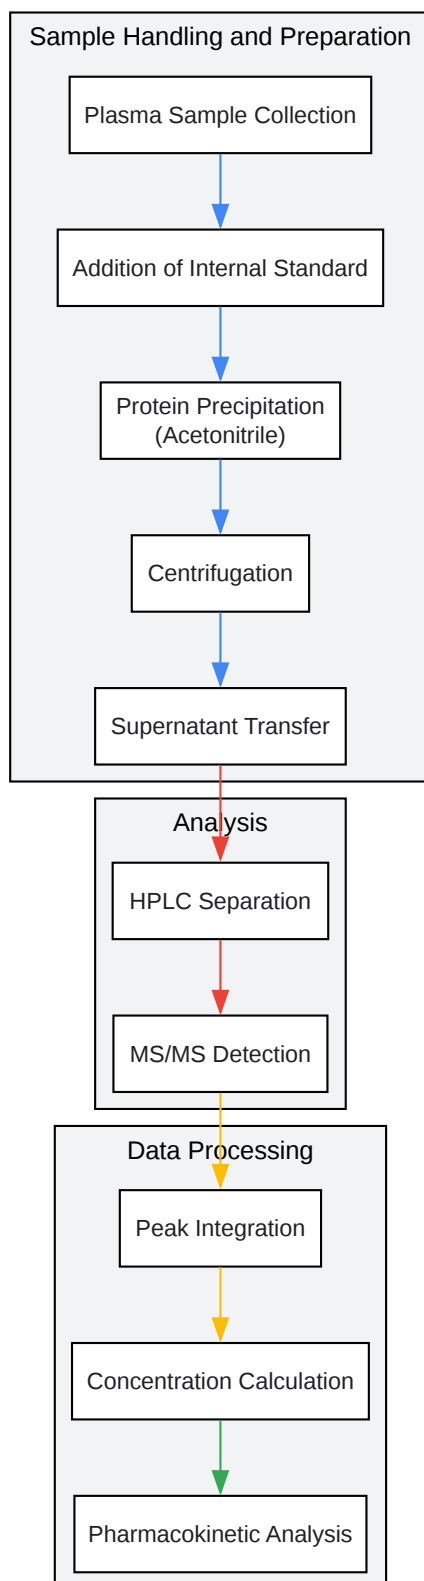 Sample Handling and Preparation
Plasma Sample Collection
Addition of Internal Standard
Protein Precipitation
(Acetonitrile)
Centrifugation
Supernatant Transfer
Analysis
HPLC Separation
MS/MS Detection
Data Processing
Peak Integration
Concentration Calculation
Pharmacokinetic Analysis